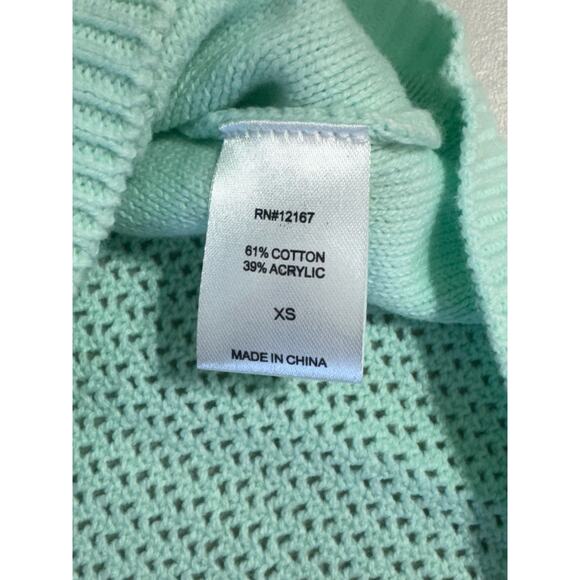 RN#12167
61% COTTON
39% ACRYLIC
XS
MADE IN CHINA